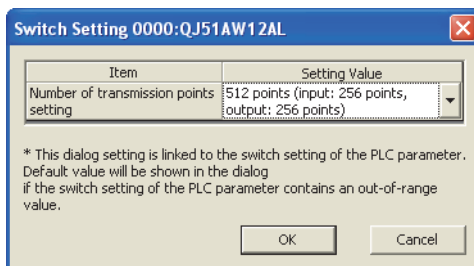 Switch Setting 0000:QJ51AW12AL
Item Setting Value
Number of transmission points setting 512 points (input: 256 points, output: 256 points)
* This dialog setting is linked to the switch setting of the PLC parameter.
Default value will be shown in the dialog
if the switch setting of the PLC parameter contains an out-of-range
value.
OK Cancel